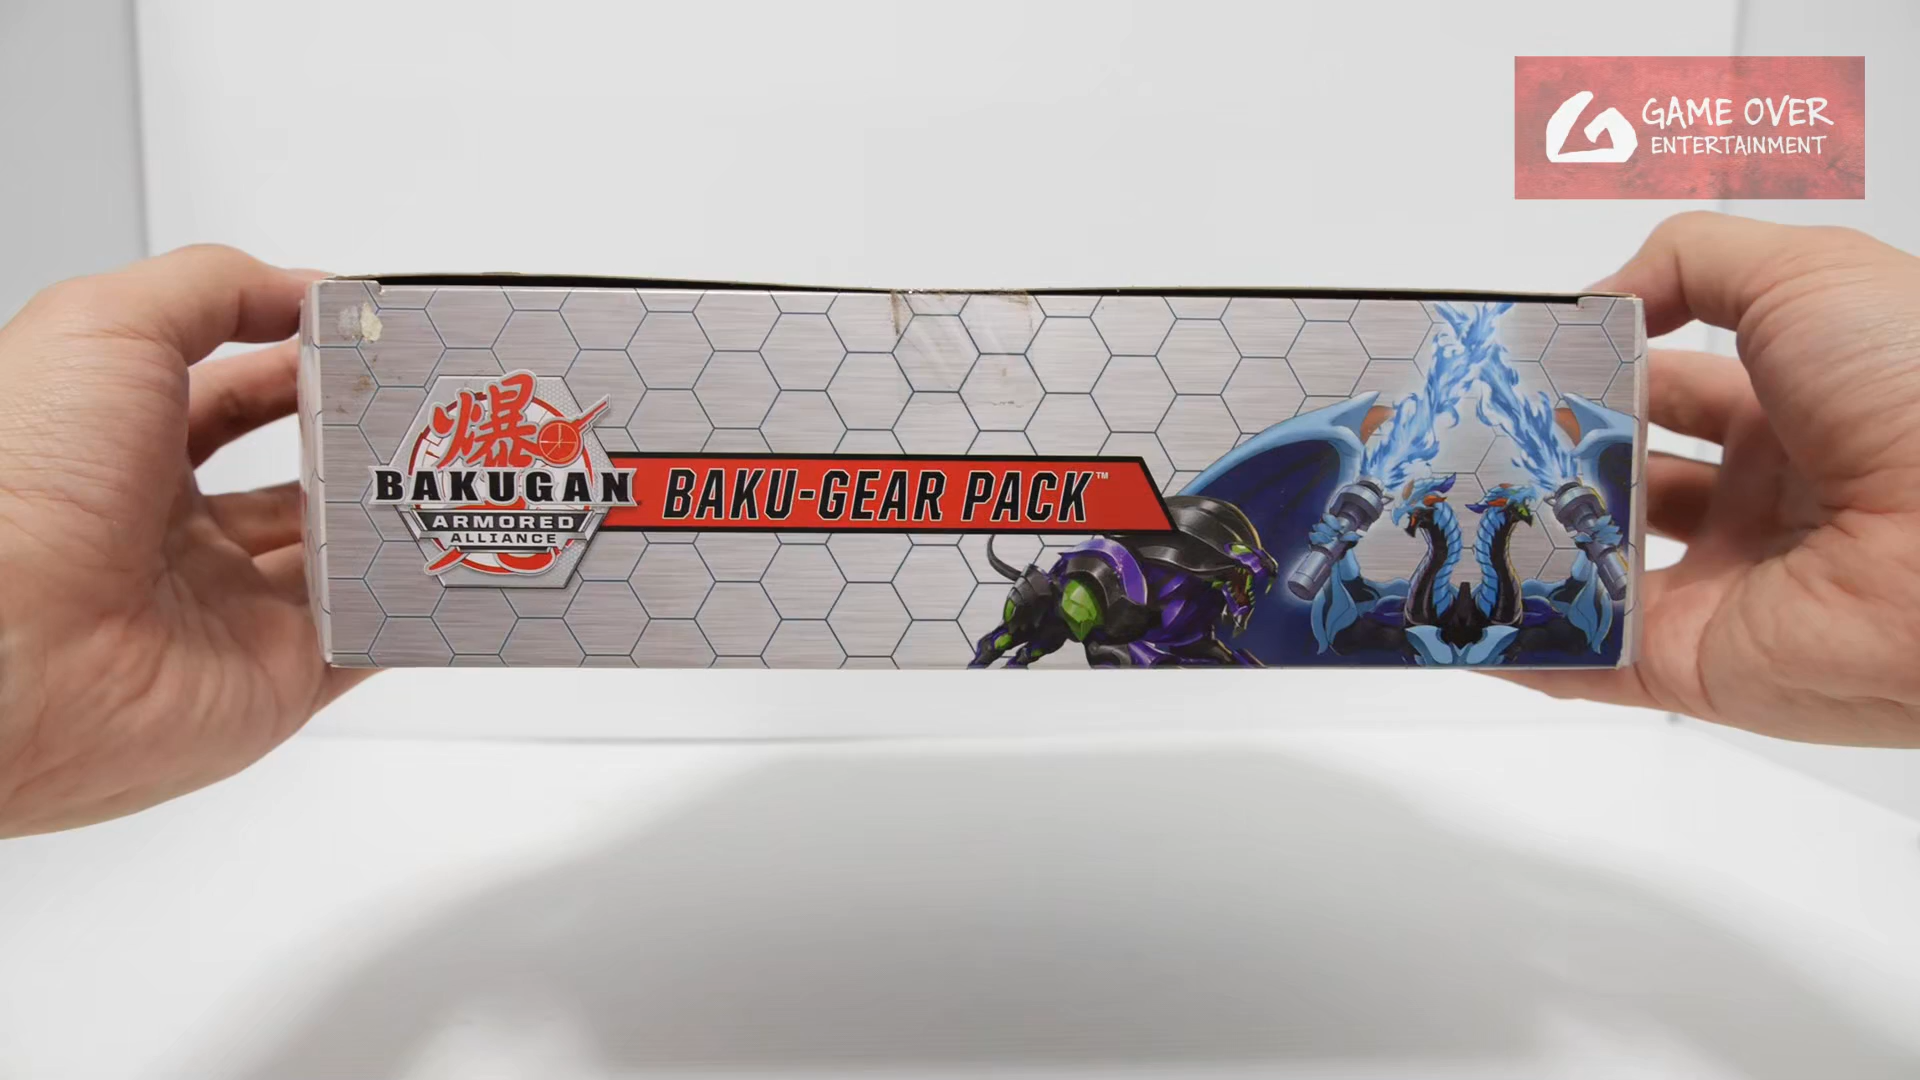 GAME OVER
ENTERTAINMENT
爆
BAKUGAN
ARMORED
ALLIANCE
BAKU-GEAR PACK™